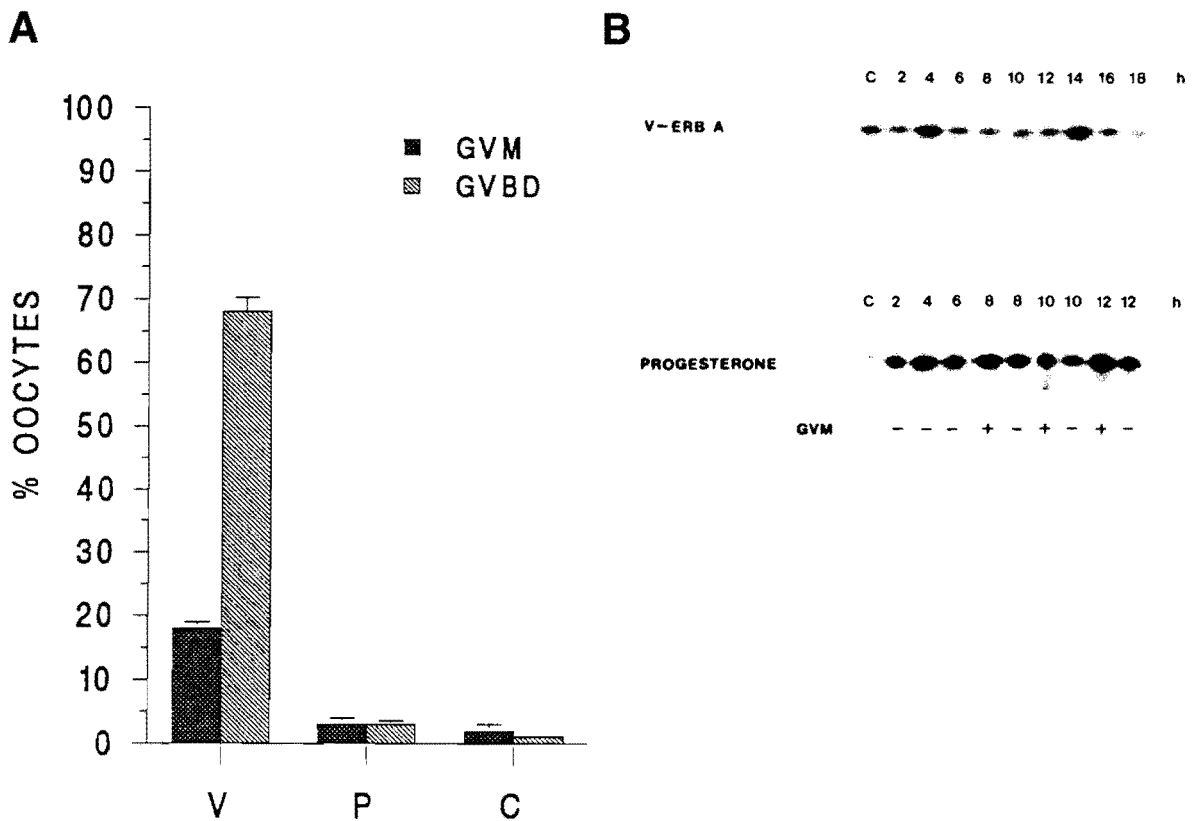 A
100
90
80
70
60
50
40
30
20
10
0
% OOCYTES
GVM
GVBD
V P C
B
C 2 4 6 8 10 12 14 16 18 h
V-ERB A
C 2 4 6 8 8 10 10 12 12 h
PROGESTERONE
GVM - - - + - + - + -